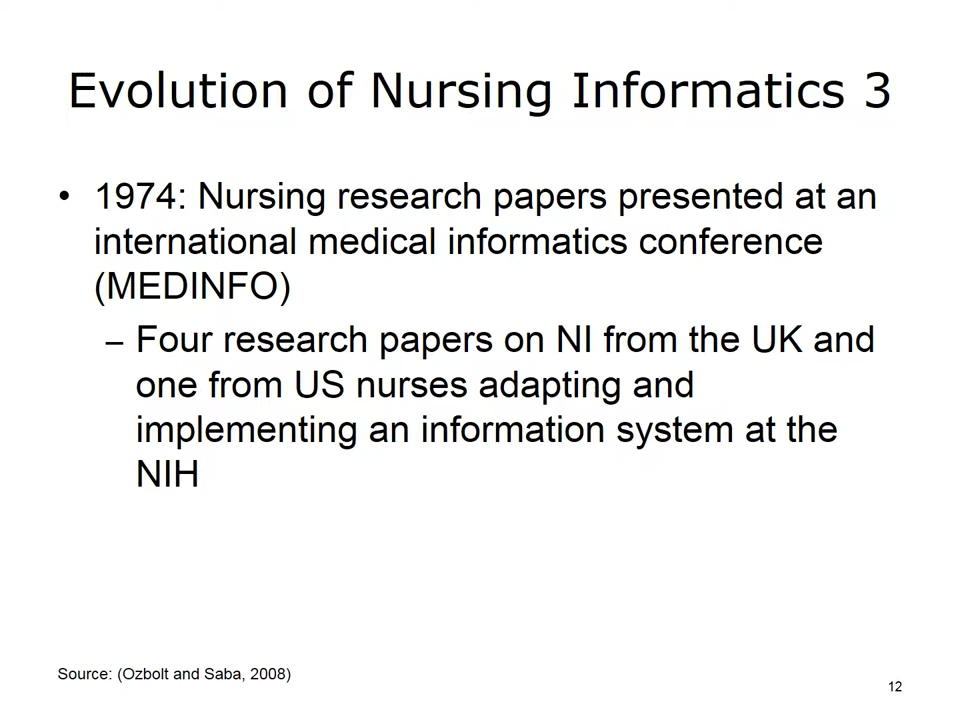 Evolution of Nursing Informatics 3
• 1974: Nursing research papers presented at an
international medical informatics conference
(MEDINFO)
– Four research papers on NI from the UK and
one from US nurses adapting and
implementing an information system at the
NIH
Source: (Ozbolt and Saba, 2008)
12